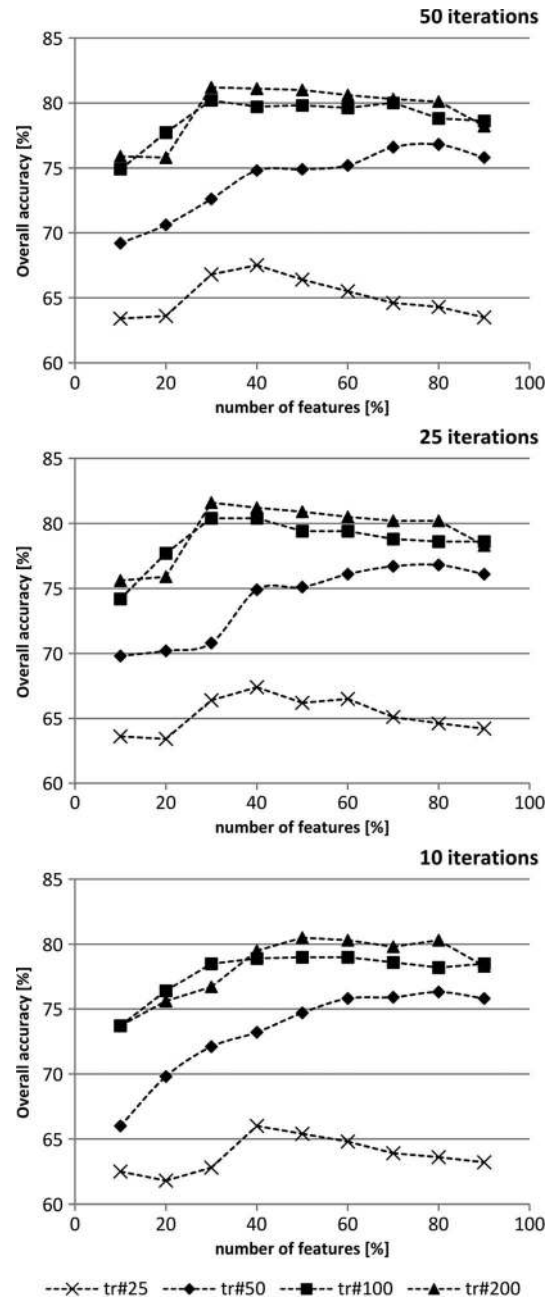 50 iterations
85
80
75
70
65
60
Overall accuracy [%]
0 20 40 60 80 100
number of features [%]
25 iterations
85
80
75
70
65
60
Overall accuracy [%]
0 20 40 60 80 100
number of features [%]
10 iterations
85
80
75
70
65
60
Overall accuracy [%]
0 20 40 60 80 100
number of features [%]
tr#25 tr#50 tr#100 tr#200